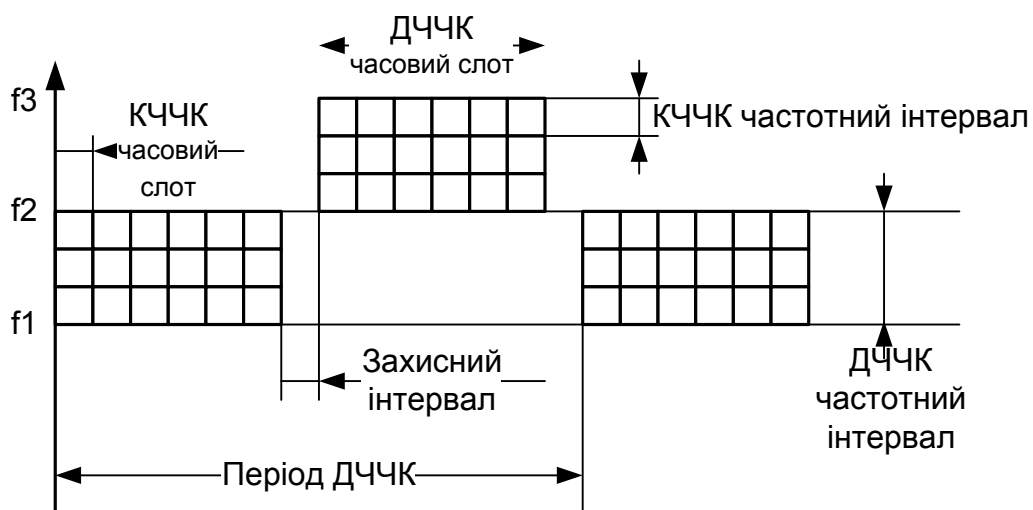 ДЧЧК
часовий слот
f3
КЧЧК
часовий
слот
КЧЧК частотний інтервал
f2
f1
Захисний
інтервал
ДЧЧК
частотний
інтервал
Період ДЧЧК